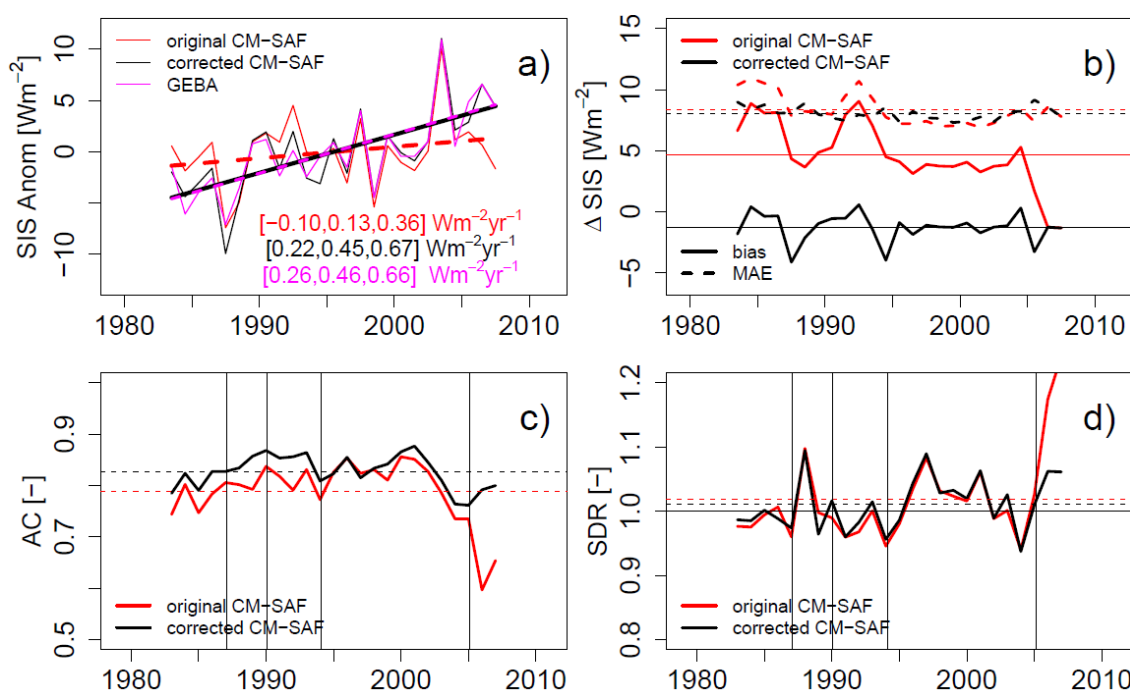 original CM−SAF
corrected CM−SAF
GEBA
a)
SIS Anom [Wm−2]
10
5
0
−5
−10
[−0.10,0.13,0.36] Wm−2yr−1
[0.22,0.45,0.67] Wm−2yr−1
[0.26,0.46,0.66] Wm−2yr−1
1980 1990 2000 2010
original CM−SAF
corrected CM−SAF
b)
Δ SIS [Wm−2]
15
10
5
0
−5
bias
MAE
1980 1990 2000 2010
c)
AC [−]
0.9
0.7
0.5
original CM−SAF
corrected CM−SAF
1980 1990 2000 2010
d)
SDR [−]
1.2
1.1
1.0
0.9
0.8
original CM−SAF
corrected CM−SAF
1980 1990 2000 2010